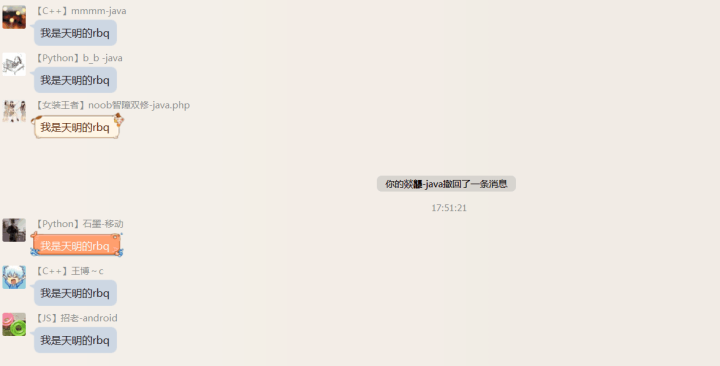 【C++】mmmm-java
我是天明的rbq
【Python】b_b -java
我是天明的rbq
【女装王者】noob智障双修-java.php
我是天明的rbq
-java撤回了一条消息
17:51:21
【Python】石墨-移动
我是天明的rbq
【C++】王博～c
我是天明的rbq
【JS】招老-android
我是天明的rbq